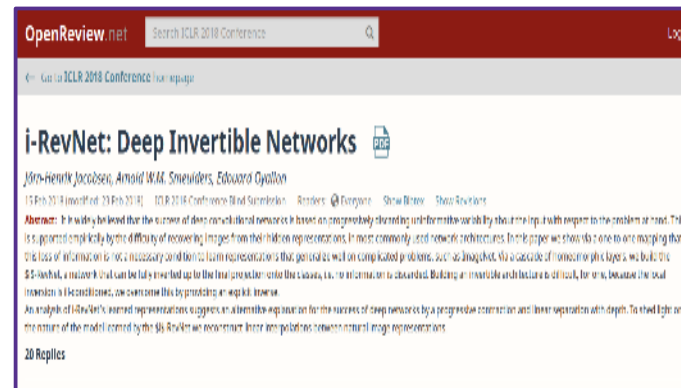 OpenReview.net Search ICLR 2018 Conference Log
← Go to ICLR 2018 Conference homepage
i-RevNet: Deep Invertible Networks PDF
Jörn-Henrik Jacobsen, Arnold W.M. Smeulders, Edouard Oyallon
15 Feb 2018 (modified: 23 Feb 2018) ICLR 2018 Conference Blind Submission Readers: Everyone Show Bibtex Show Revisions
Abstract: It is widely believed that the success of deep convolutional networks is based on progressively discarding uninformative variability about the input with respect to the problem at hand. This
is supported empirically by the difficulty of recovering images from their hidden representations, in most commonly used network architectures. In this paper we show via a one-to-one mapping that
this loss of information is not a necessary condition to learn representations that generalize well on complicated problems, such as ImageNet. Via a cascade of homeomorphic layers, we build the
$i$-RevNet, a network that can be fully inverted up to the final projection onto the classes, i.e. no information is discarded. Building an invertible architecture is difficult, for one, because the local
inversion is ill-conditioned, we overcome this by providing an explicit inverse.
An analysis of i-RevNet's learned representations suggests an alternative explanation for the success of deep networks by a progressive contraction and linear separation with depth. To shed light on
the nature of the model learned by the $i$-RevNet we reconstruct linear interpolations between natural image representations
20 Replies